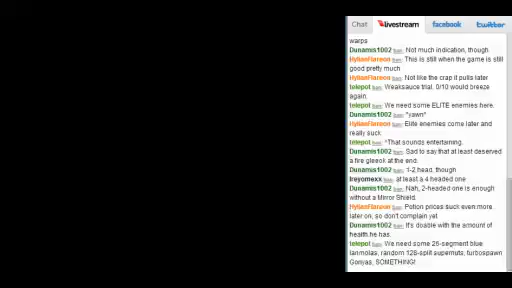 Chat livestream facebook twitter
warps
Dunamis1002 ban: Not much indication, though
HylianFlareon ban: This is still when the game is still
good pretty much
HylianFlareon ban: Not like the crap it pulls later
telepot ban: Weaksauce trial. 0/10 would breeze
again.
telepot ban: We need some ELITE enemies here.
Dunamis1002 ban: *yawn*
HylianFlareon ban: Elite enemies come later and
really suck
telepot ban: *That sounds entertaining.
Dunamis1002 ban: Sad to say that at least deserved
a fire gleeok at the end.
Dunamis1002 ban: 1-2 head, though
Ireyomexx ban: at least a 4 headed one
Dunamis1002 ban: Nah, 2-headed one is enough
without a Mirror Shield.
HylianFlareon ban: Potion prices suck even more
later on, so don't complain yet
Dunamis1002 ban: It's doable with the amount of
health he has.
telepot ban: We need some 25-segment blue
lanmolas, random 128-split supernuts, turbospawn
Goriyas, SOMETHING!